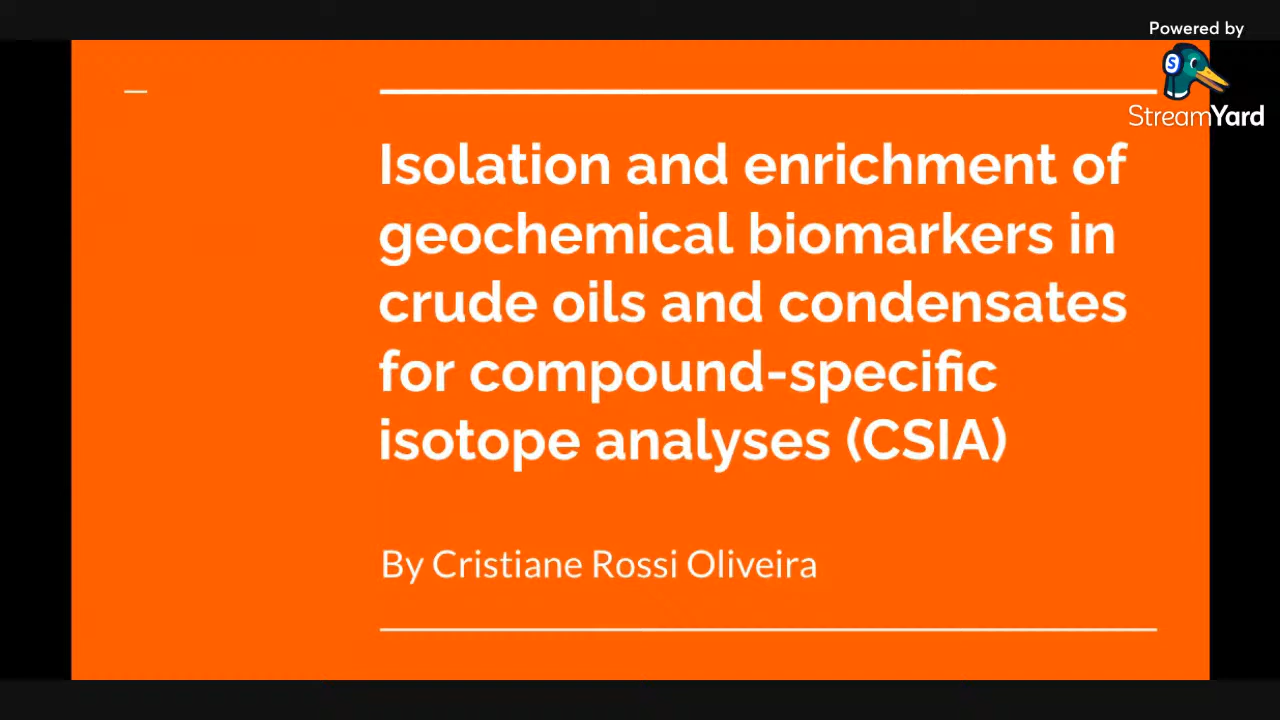 Powered by
StreamYard
Isolation and enrichment of
geochemical biomarkers in
crude oils and condensates
for compound-specific
isotope analyses (CSIA)
By Cristiane Rossi Oliveira